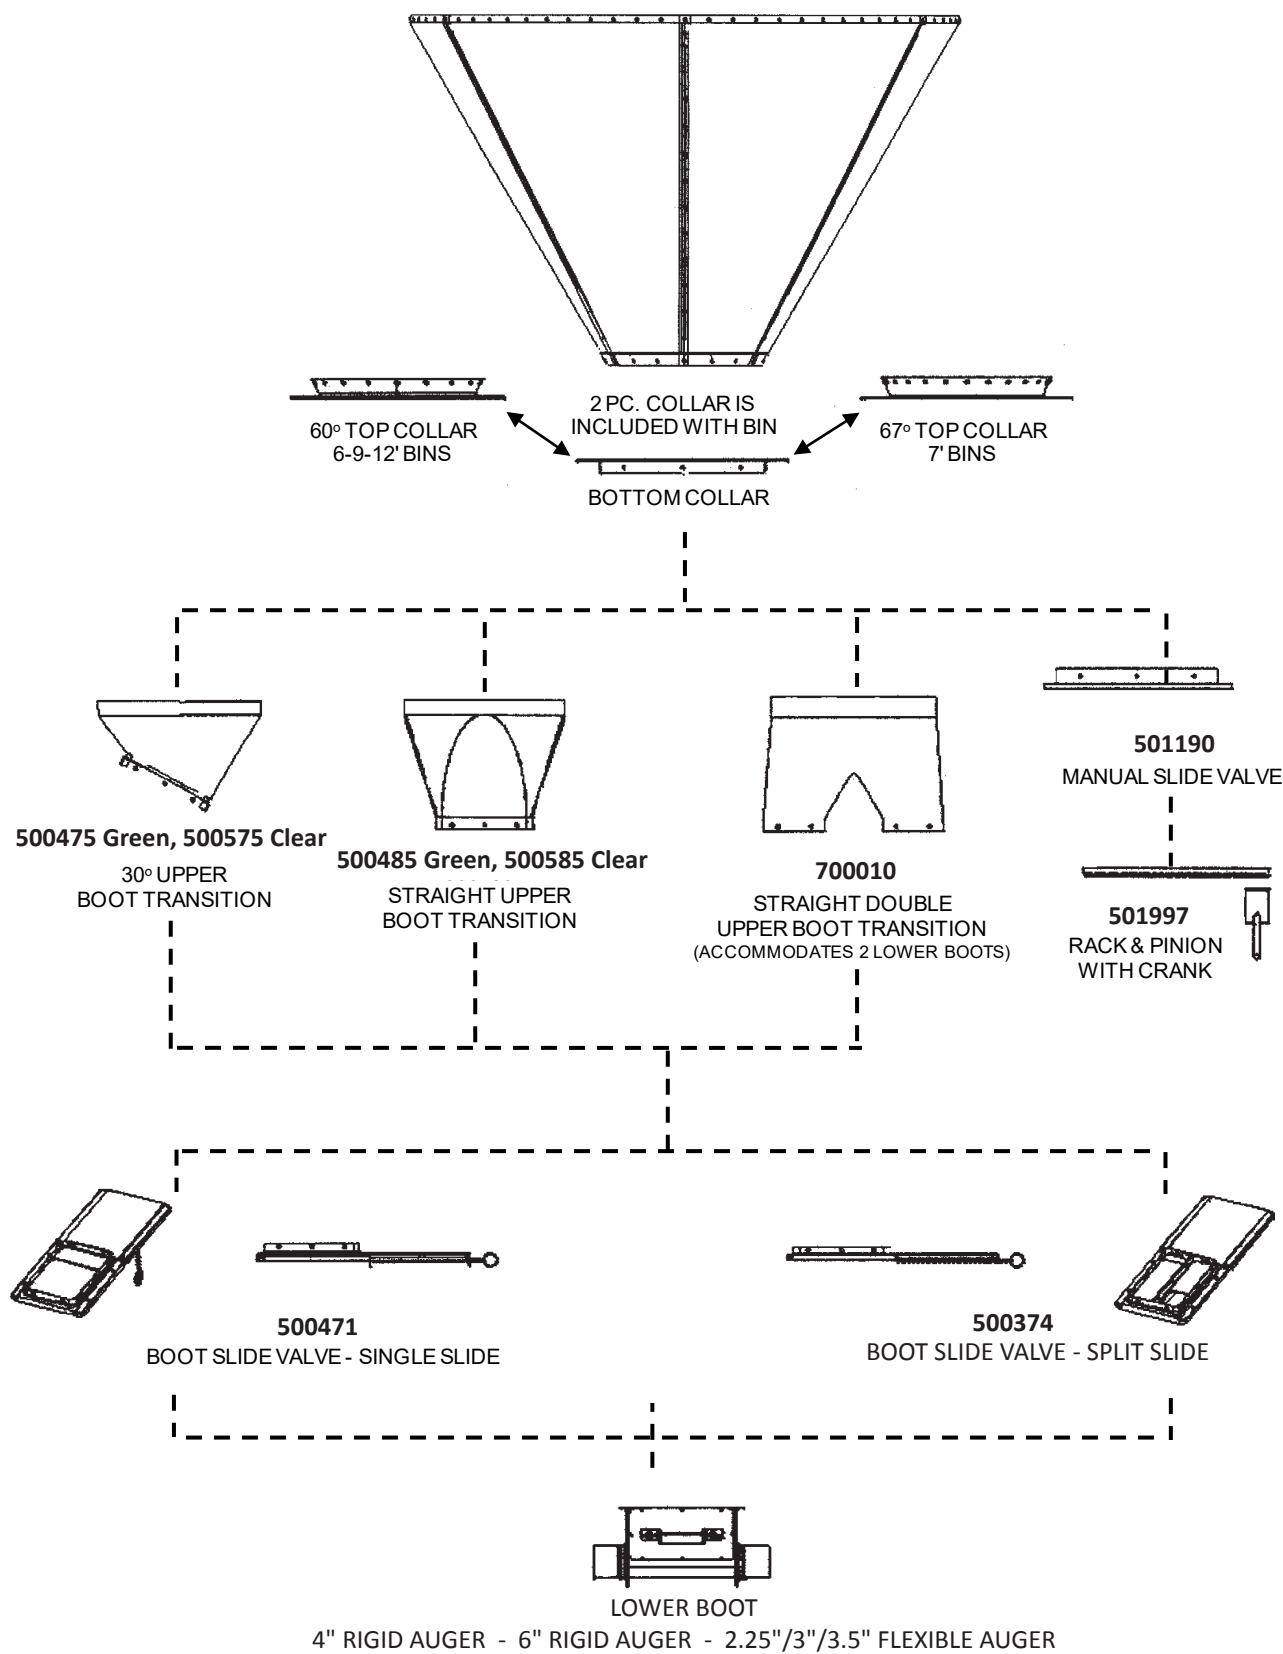 2 PC. COLLAR IS
INCLUDED WITH BIN
60° TOP COLLAR
6-9-12' BINS
67° TOP COLLAR
7' BINS
BOTTOM COLLAR
500475 Green, 500575 Clear
30° UPPER
BOOT TRANSITION
500485 Green, 500585 Clear
STRAIGHT UPPER
BOOT TRANSITION
700010
STRAIGHT DOUBLE
UPPER BOOT TRANSITION
(ACCOMMODATES 2 LOWER BOOTS)
501190
MANUAL SLIDE VALVE
501997
RACK & PINION
WITH CRANK
500471
BOOT SLIDE VALVE - SINGLE SLIDE
500374
BOOT SLIDE VALVE - SPLIT SLIDE
LOWER BOOT
4" RIGID AUGER - 6" RIGID AUGER - 2.25"/3"/3.5" FLEXIBLE AUGER